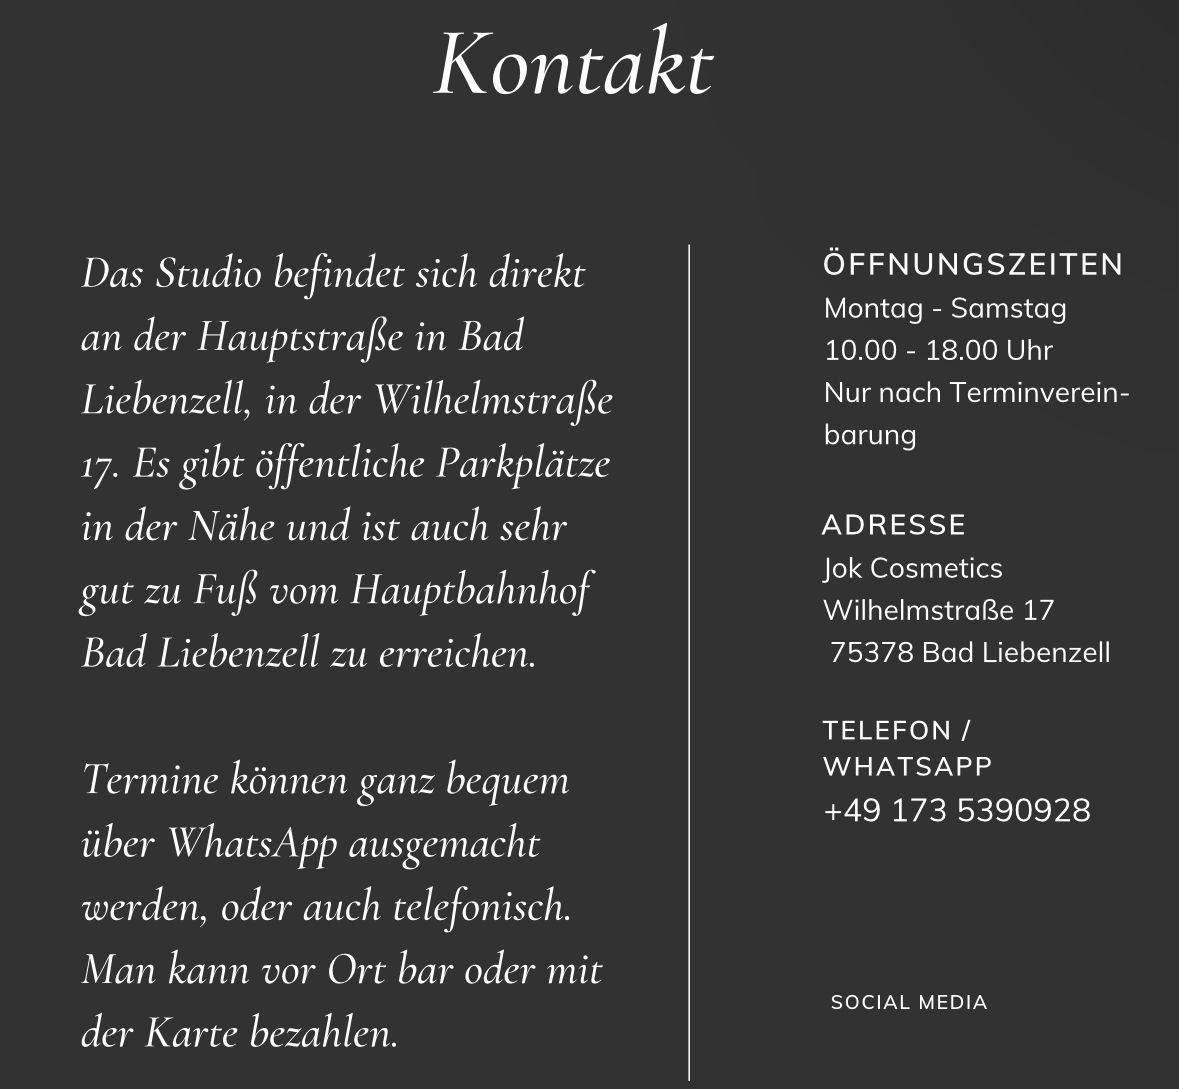 Kontakt
Das Studio befindet sich direkt
an der Hauptstraße in Bad
Liebenzell, in der Wilhelmstraße
17. Es gibt öffentliche Parkplätze
in der Nähe und ist auch sehr
gut zu Fuß vom Hauptbahnhof
Bad Liebenzell zu erreichen.
Termine können ganz bequem
über WhatsApp ausgemacht
werden, oder auch telefonisch.
Man kann vor Ort bar oder mit
der Karte bezahlen.
ÖFFNUNGSZEITEN
Montag - Samstag
10.00 - 18.00 Uhr
Nur nach Terminverein-
barung
ADRESSE
Jok Cosmetics
Wilhelmstraße 17
75378 Bad Liebenzell
TELEFON /
WHATSAPP
+49 173 5390928
SOCIAL MEDIA